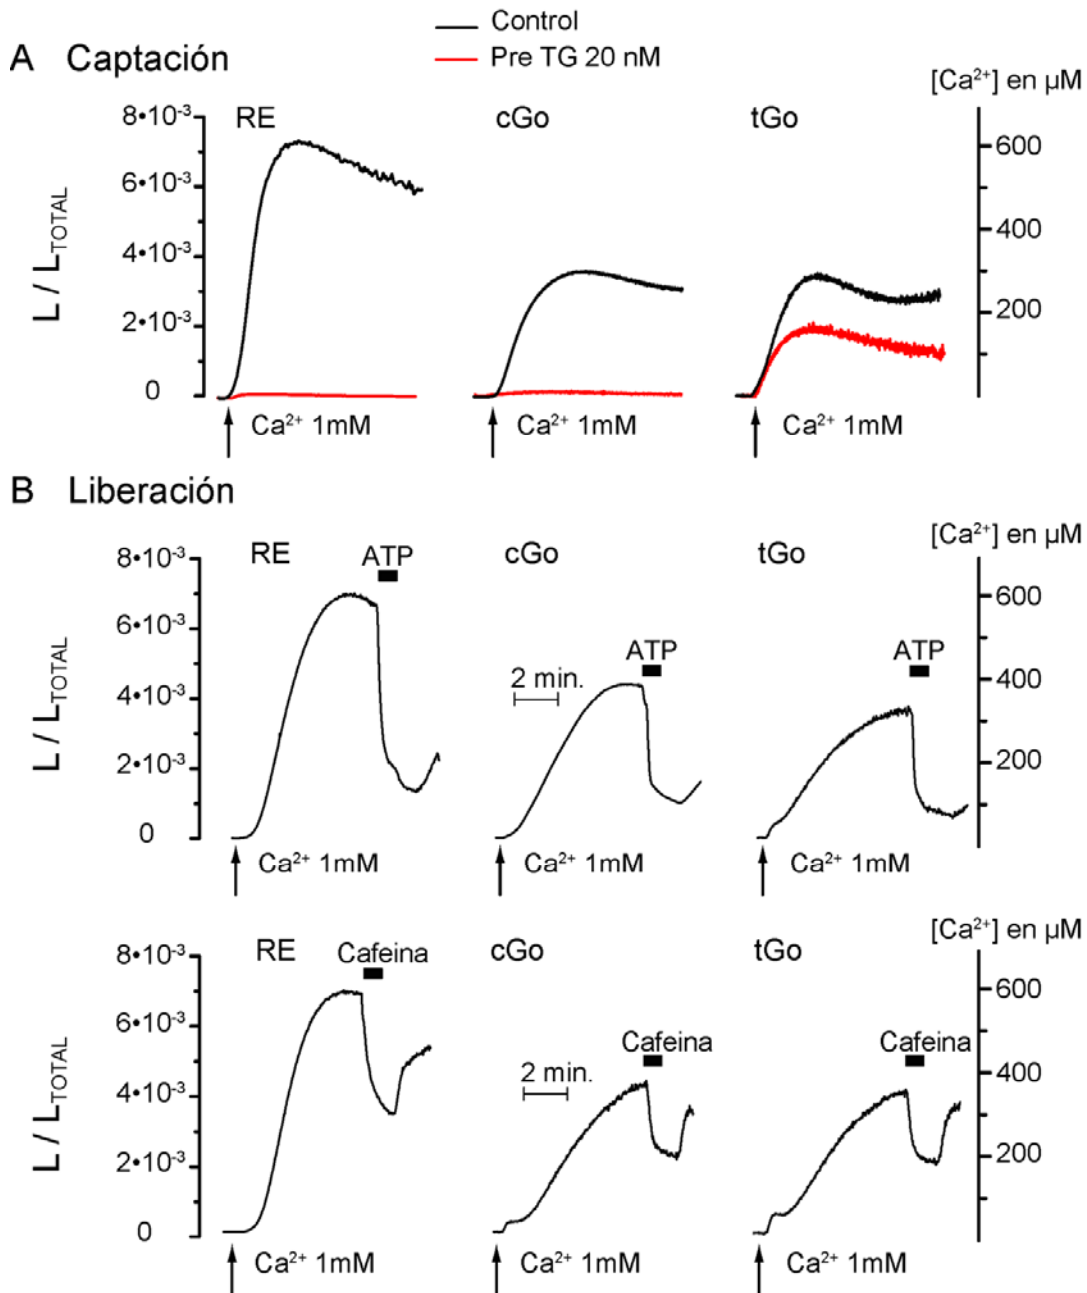 Control
Pre TG 20 nM
A Captación
[Ca²⁺] en µM
RE
cGo
tGo
8•10⁻³
6•10⁻³
4•10⁻³
2•10⁻³
0
L / L_TOTAL
600
400
200
Ca²⁺ 1mM
Ca²⁺ 1mM
Ca²⁺ 1mM
B Liberación
[Ca²⁺] en µM
RE
cGo
tGo
ATP
ATP
ATP
2 min.
8•10⁻³
6•10⁻³
4•10⁻³
2•10⁻³
0
L / L_TOTAL
600
400
200
Ca²⁺ 1mM
Ca²⁺ 1mM
Ca²⁺ 1mM
[Ca²⁺] en µM
RE
cGo
tGo
Cafeina
Cafeina
Cafeina
2 min.
8•10⁻³
6•10⁻³
4•10⁻³
2•10⁻³
0
L / L_TOTAL
600
400
200
Ca²⁺ 1mM
Ca²⁺ 1mM
Ca²⁺ 1mM